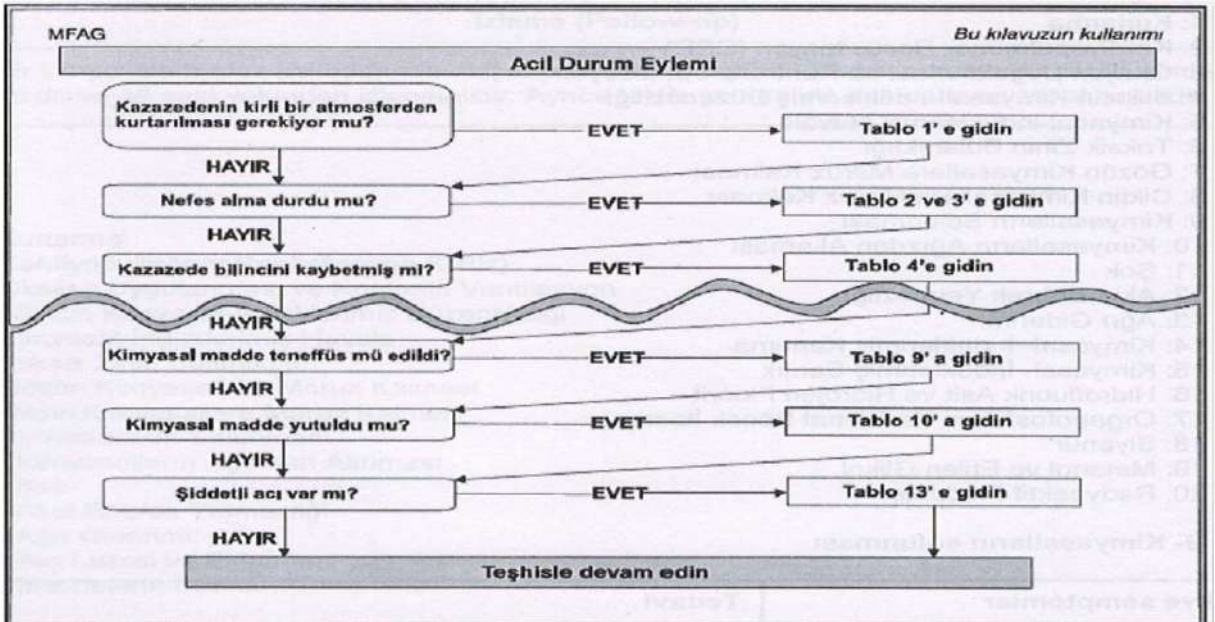 MFAG
Bu kılavuzun kullanımı
Acil Durum Eylemi
Kazazedenin kirli bir atmosferden
kurtarılması gerekiyor mu?
EVET
Tablo 1' e gidin
HAYIR
Nefes alma durdu mu?
EVET
Tablo 2 ve 3' e gidin
HAYIR
Kazazede bilincini kaybetmiş mi?
EVET
Tablo 4'e gidin
HAYIR
Kimyasal madde teneffüs mü edildi?
EVET
Tablo 9' a gidin
HAYIR
Kimyasal madde yutuldu mu?
EVET
Tablo 10' a gidin
HAYIR
Şiddetli acı var mı?
EVET
Tablo 13' e gidin
HAYIR
Teşhisle devam edin